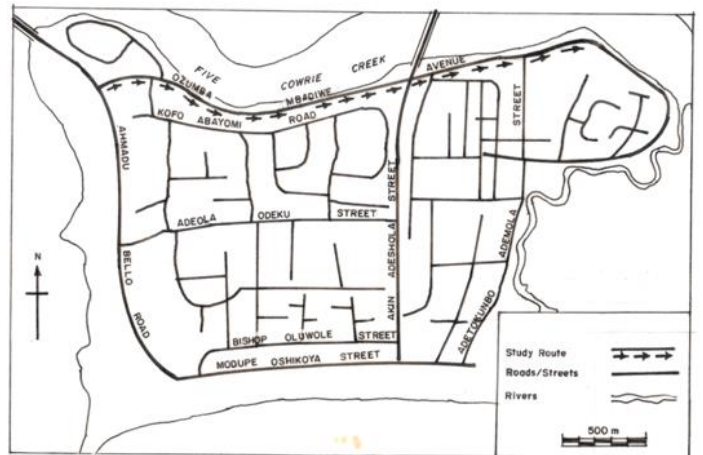 FIVE COWRIE CREEK
OZUMBA MBADIWE AVENUE
KOFO ABAYOMI ROAD
AHMADU BELLO ROAD
ADEOLA ODEKU STREET
AKIN ADESHOLA STREET
ADETOKUNBO ADEMOLA STREET
BISHOP OLUWOLE STREET
MODUPE OSHIKOYA STREET
N
Study Route
Roads/Streets
Rivers
500 m